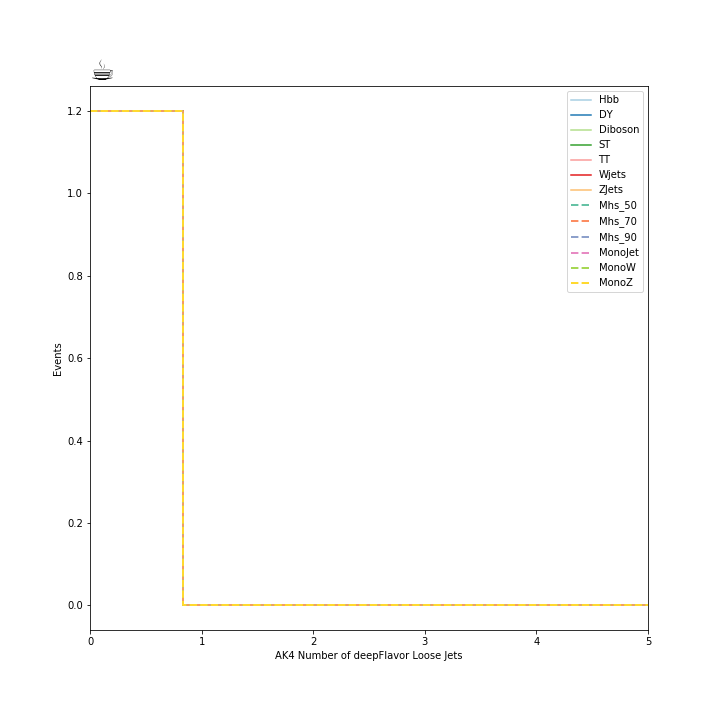 ☕
1.2
1.0
0.8
0.6
0.4
0.2
0.0
Events
0 1 2 3 4 5
AK4 Number of deepFlavor Loose Jets
Hbb
DY
Diboson
ST
TT
Wjets
ZJets
Mhs_50
Mhs_70
Mhs_90
MonoJet
MonoW
MonoZ